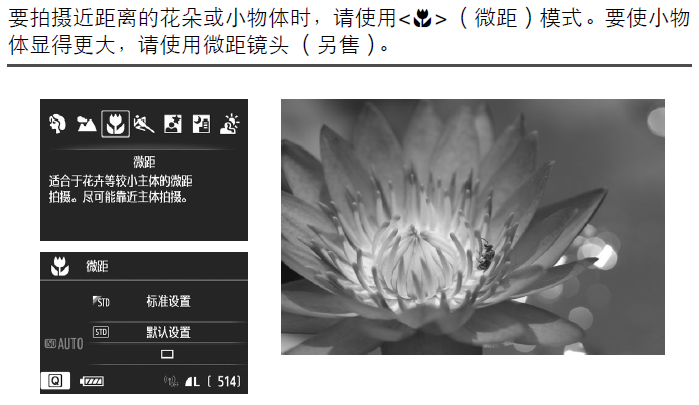 要拍摄近距离的花朵或小物体时，请使用<>（微距）模式。要使小物
体显得更大，请使用微距镜头（另售）。
微距
适合于花卉等较小主体的微距
拍摄。尽可能靠近主体拍摄。
微距
STD 标准设置
STD 默认设置
ISO AUTO
Q L [ 514]